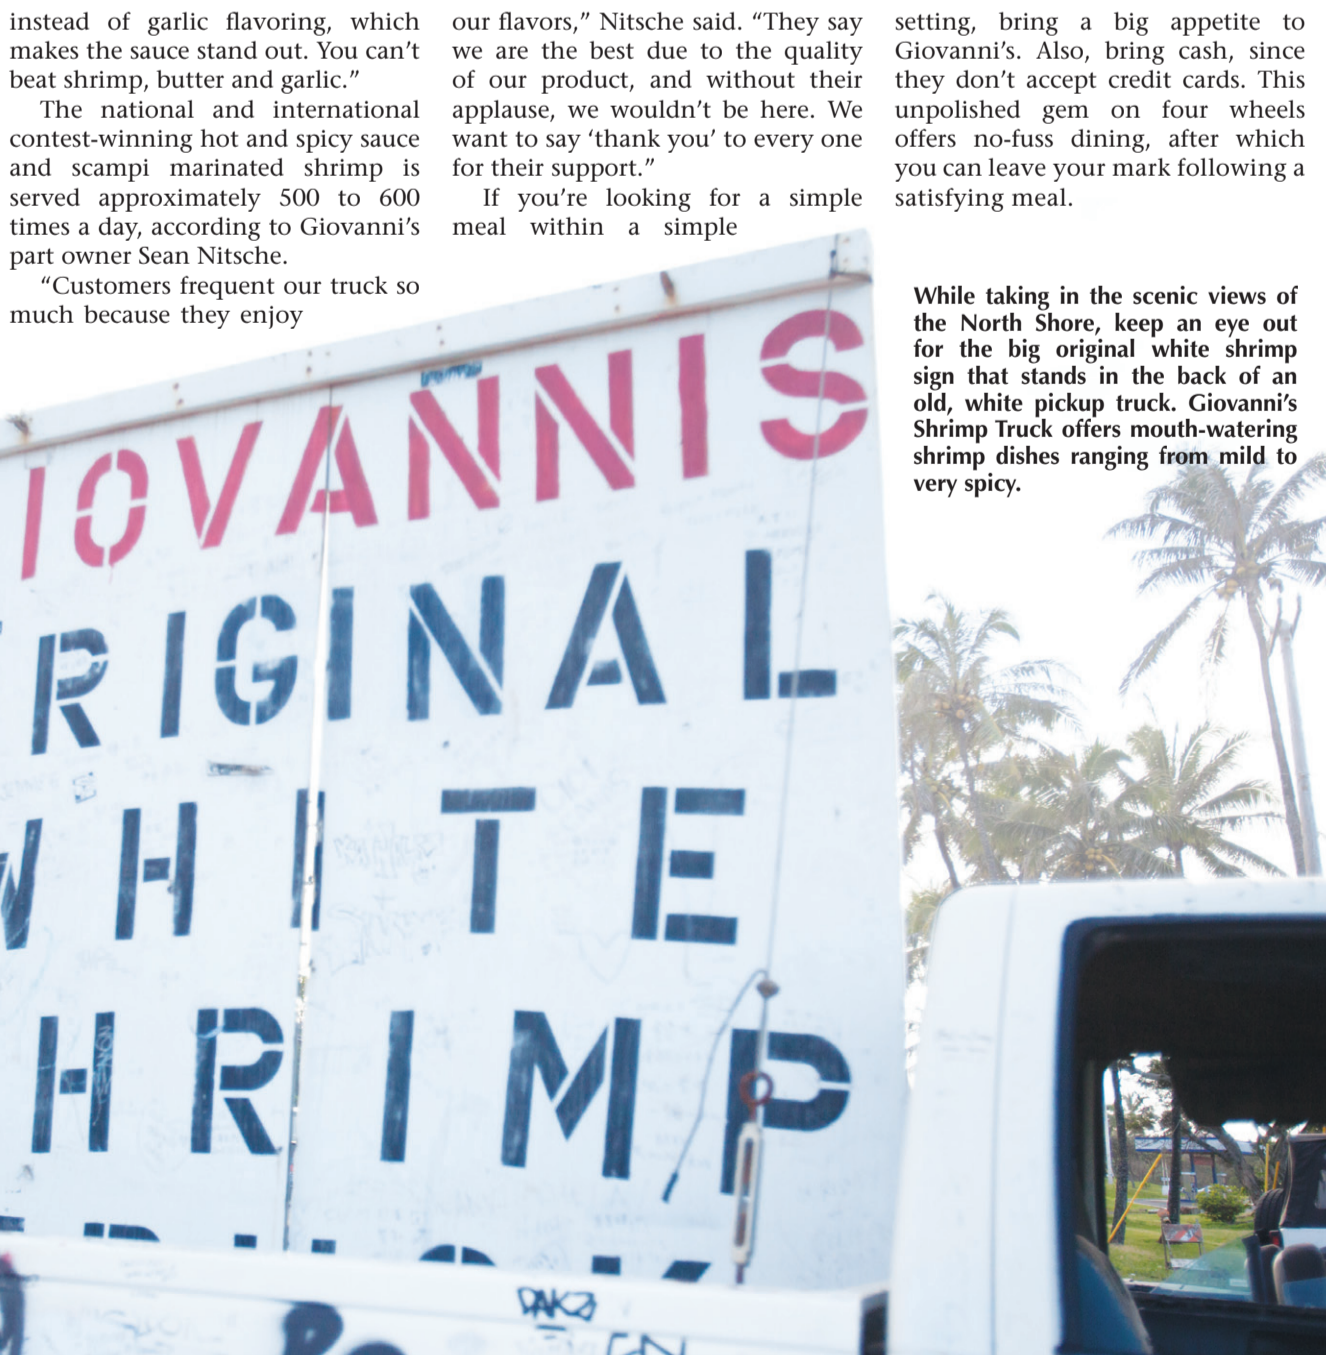 instead of garlic flavoring, which
makes the sauce stand out. You can’t
beat shrimp, butter and garlic.”
The national and international
contest-winning hot and spicy sauce
and scampi marinated shrimp is
served approximately 500 to 600
times a day, according to Giovanni’s
part owner Sean Nitsche.
“Customers frequent our truck so
much because they enjoy
our flavors,” Nitsche said. “They say
we are the best due to the quality
of our product, and without their
applause, we wouldn’t be here. We
want to say ‘thank you’ to every one
for their support.”
If you’re looking for a simple
meal within a simple
setting, bring a big appetite to
Giovanni’s. Also, bring cash, since
they don’t accept credit cards. This
unpolished gem on four wheels
offers no-fuss dining, after which
you can leave your mark following a
satisfying meal.
While taking in the scenic views of
the North Shore, keep an eye out
for the big original white shrimp
sign that stands in the back of an
old, white pickup truck. Giovanni’s
Shrimp Truck offers mouth-watering
shrimp dishes ranging from mild to
very spicy.
IOVANNIS
RIGINAL
WHITE
HRIMP
TRUCK